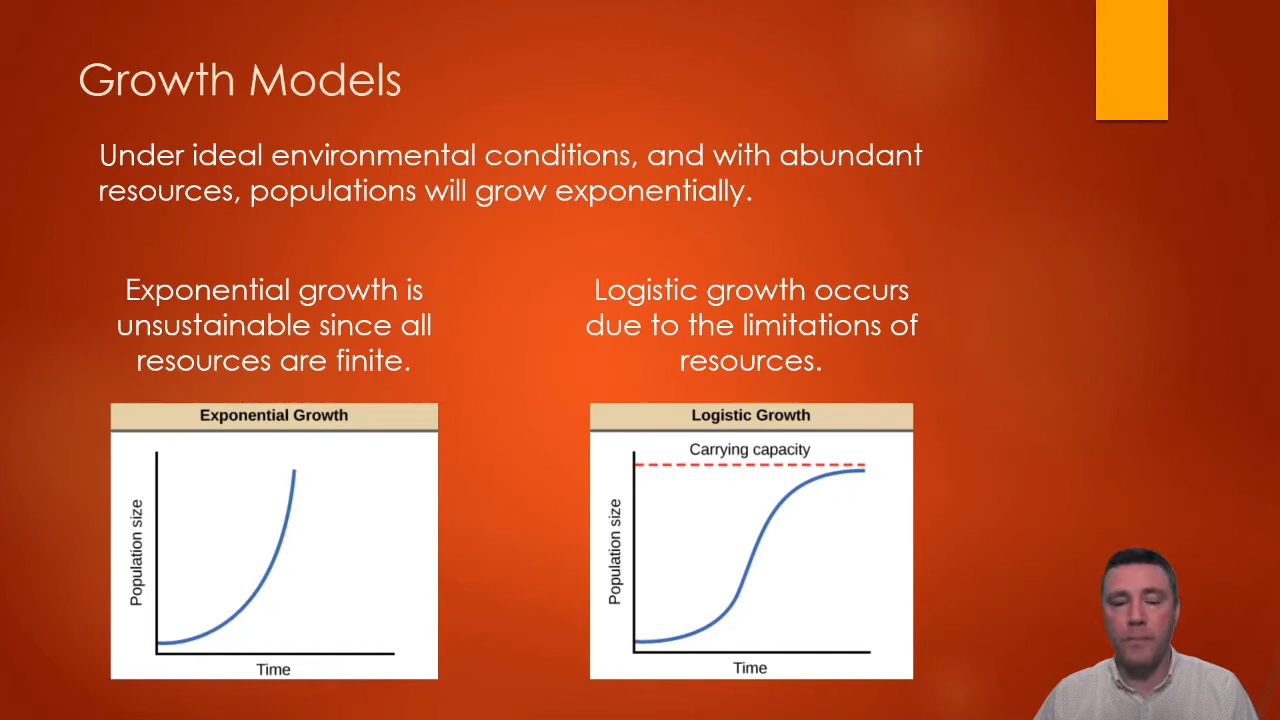 Growth Models
Under ideal environmental conditions, and with abundant
resources, populations will grow exponentially.
Exponential growth is
unsustainable since all
resources are finite.
Exponential Growth
Population size
Time
Logistic growth occurs
due to the limitations of
resources.
Logistic Growth
Carrying capacity
Population size
Time